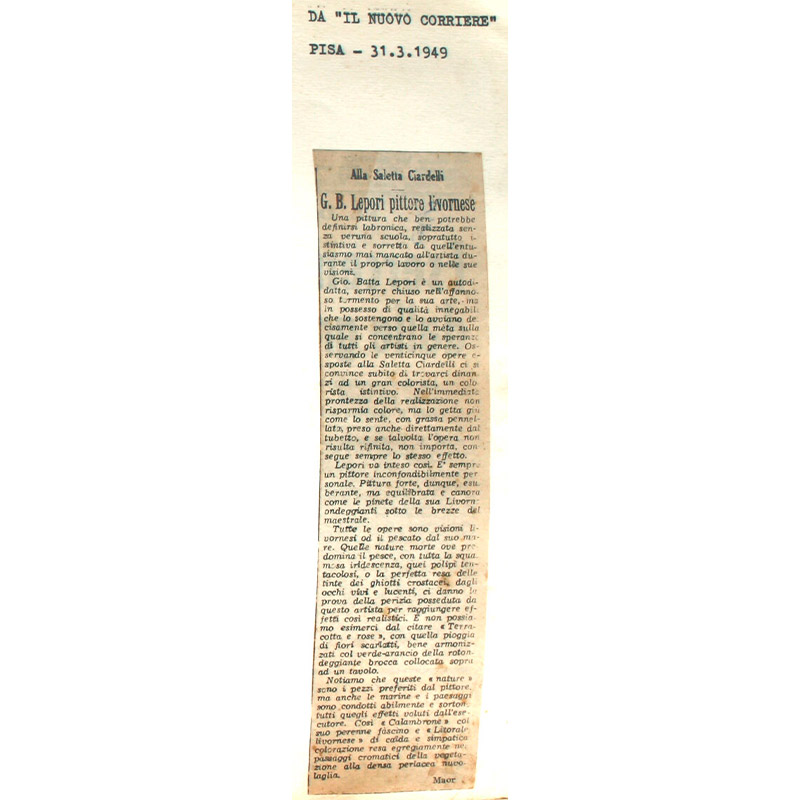 DA "IL NUOVO CORRIERE"
PISA - 31.3.1949
Alla Saletta Ciardelli
G. B. Lepori pittore livornese
Una pittura che ben potrebbe
definirsi labronica, realizzata sen-
za veruna scuola, sopratutto i-
stintiva e sorretta da quell'entu-
siasmo mai mancato all'artista du-
rante il proprio lavoro o nelle sue
visioni.
Gio. Batta Lepori è un autodi-
datta, sempre chiuso nell'affanno-
so tormento per la sua arte, ma
in possesso di qualità innegabili
che lo sostengono e lo avviano de
cisamente verso quella mèta sulla
quale si concentrano le speranze
di tutti gli artisti in genere. Os-
servando le venticinque opere e-
sposte alla Saletta Ciardelli ci si
convince subito di trovarci dinan
zi ad un gran colorista, un colo
rista istintivo. Nell'immediata
prontezza della realizzazione non
risparmia colore, ma lo getta giù
come lo sente, con grassa pennel-
lata, preso anche direttamente dal
tubetto, e se talvolta l'opera non
risulta rifinita, non importa, con
segue sempre lo stesso effetto.
Lepori va inteso così. E' sempre
un pittore inconfondibilmente per
sonale. Pittura forte, dunque, esu
berante, ma equilibrata e canora
come le pinete della sua Livorno
ondeggianti sotto le brezze del
maestrale.
Tutte le opere sono visioni li-
vornesi od il pescato dal suo ma-
re. Quelle nature morte ove pre-
domina il pesce, con tutta la squa-
mosa iridescenza, quei polipi ten-
tacolosi, o la perfetta resa delle
tinte dei ghiotti crostacei, dagli
occhi vivi e lucenti, ci danno la
prova della perizia posseduta da
questo artista per raggiungere ef-
fetti così realistici. E non possia-
mo esimerci dal citare « Terra-
cotta e rose », con quella pioggia
di fiori scarlatti, bene armoniz-
zati col verde-arancio della roton-
deggiante brocca collocata sopra
ad un tavolo.
Notiamo che queste « nature »
sono i pezzi preferiti dal pittore,
ma anche le marine e i paesaggi
sono condotti abilmente e sorton
tutti quegli effetti voluti dall'ese-
cutore. Così « Calambrone » col
suo perenne fascino e « Litorale
livornese » di calda e simpatica
colorazione resa egregiamente nei
passaggi cromatici della vegeta-
zione alla densa perlacea nuvo-
laglia.
Maor.